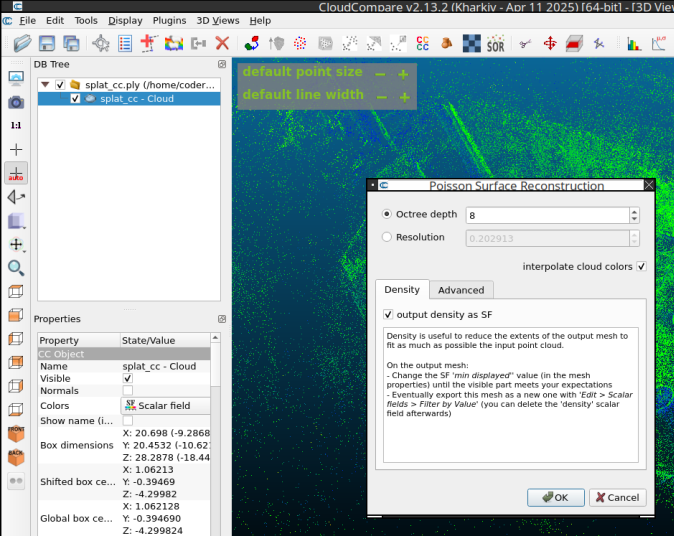 CloudCompare v2.13.2 (Kharkiv - Apr 11 2025) [64-bit] - [3D Vie
File Edit Tools Display Plugins 3D Views Help
CC
SOR
DB Tree
splat_cc.ply (/home/coder...
splat_cc - Cloud
1:1
auto
FRONT
BACK
default point size − +
default line width − +
Poisson Surface Reconstruction
Octree depth 8
Resolution 0.202913
interpolate cloud colors
Density Advanced
output density as SF
Density is useful to reduce the extents of the output mesh to
fit as much as possible the input point cloud.
On the output mesh:
- Change the SF 'min displayed'' value (in the mesh
properties) until the visible part meets your expectations
- Eventually export this mesh as a new one with 'Edit > Scalar
fields > Filter by Value' (you can delete the 'density' scalar
field afterwards)
OK Cancel
Properties
Property State/Value
CC Object
Name splat_cc - Cloud
Visible
Normals
Colors SF Scalar field
Show name (i...
Box dimensions
X: 20.698 (-9.2868
Y: 20.4532 (-10.62
Z: 28.2878 (-18.44
Shifted box ce...
X: 1.06213
Y: -0.39469
Z: -4.29982
Global box ce...
X: 1.062128
Y: -0.394690
Z: -4.299824